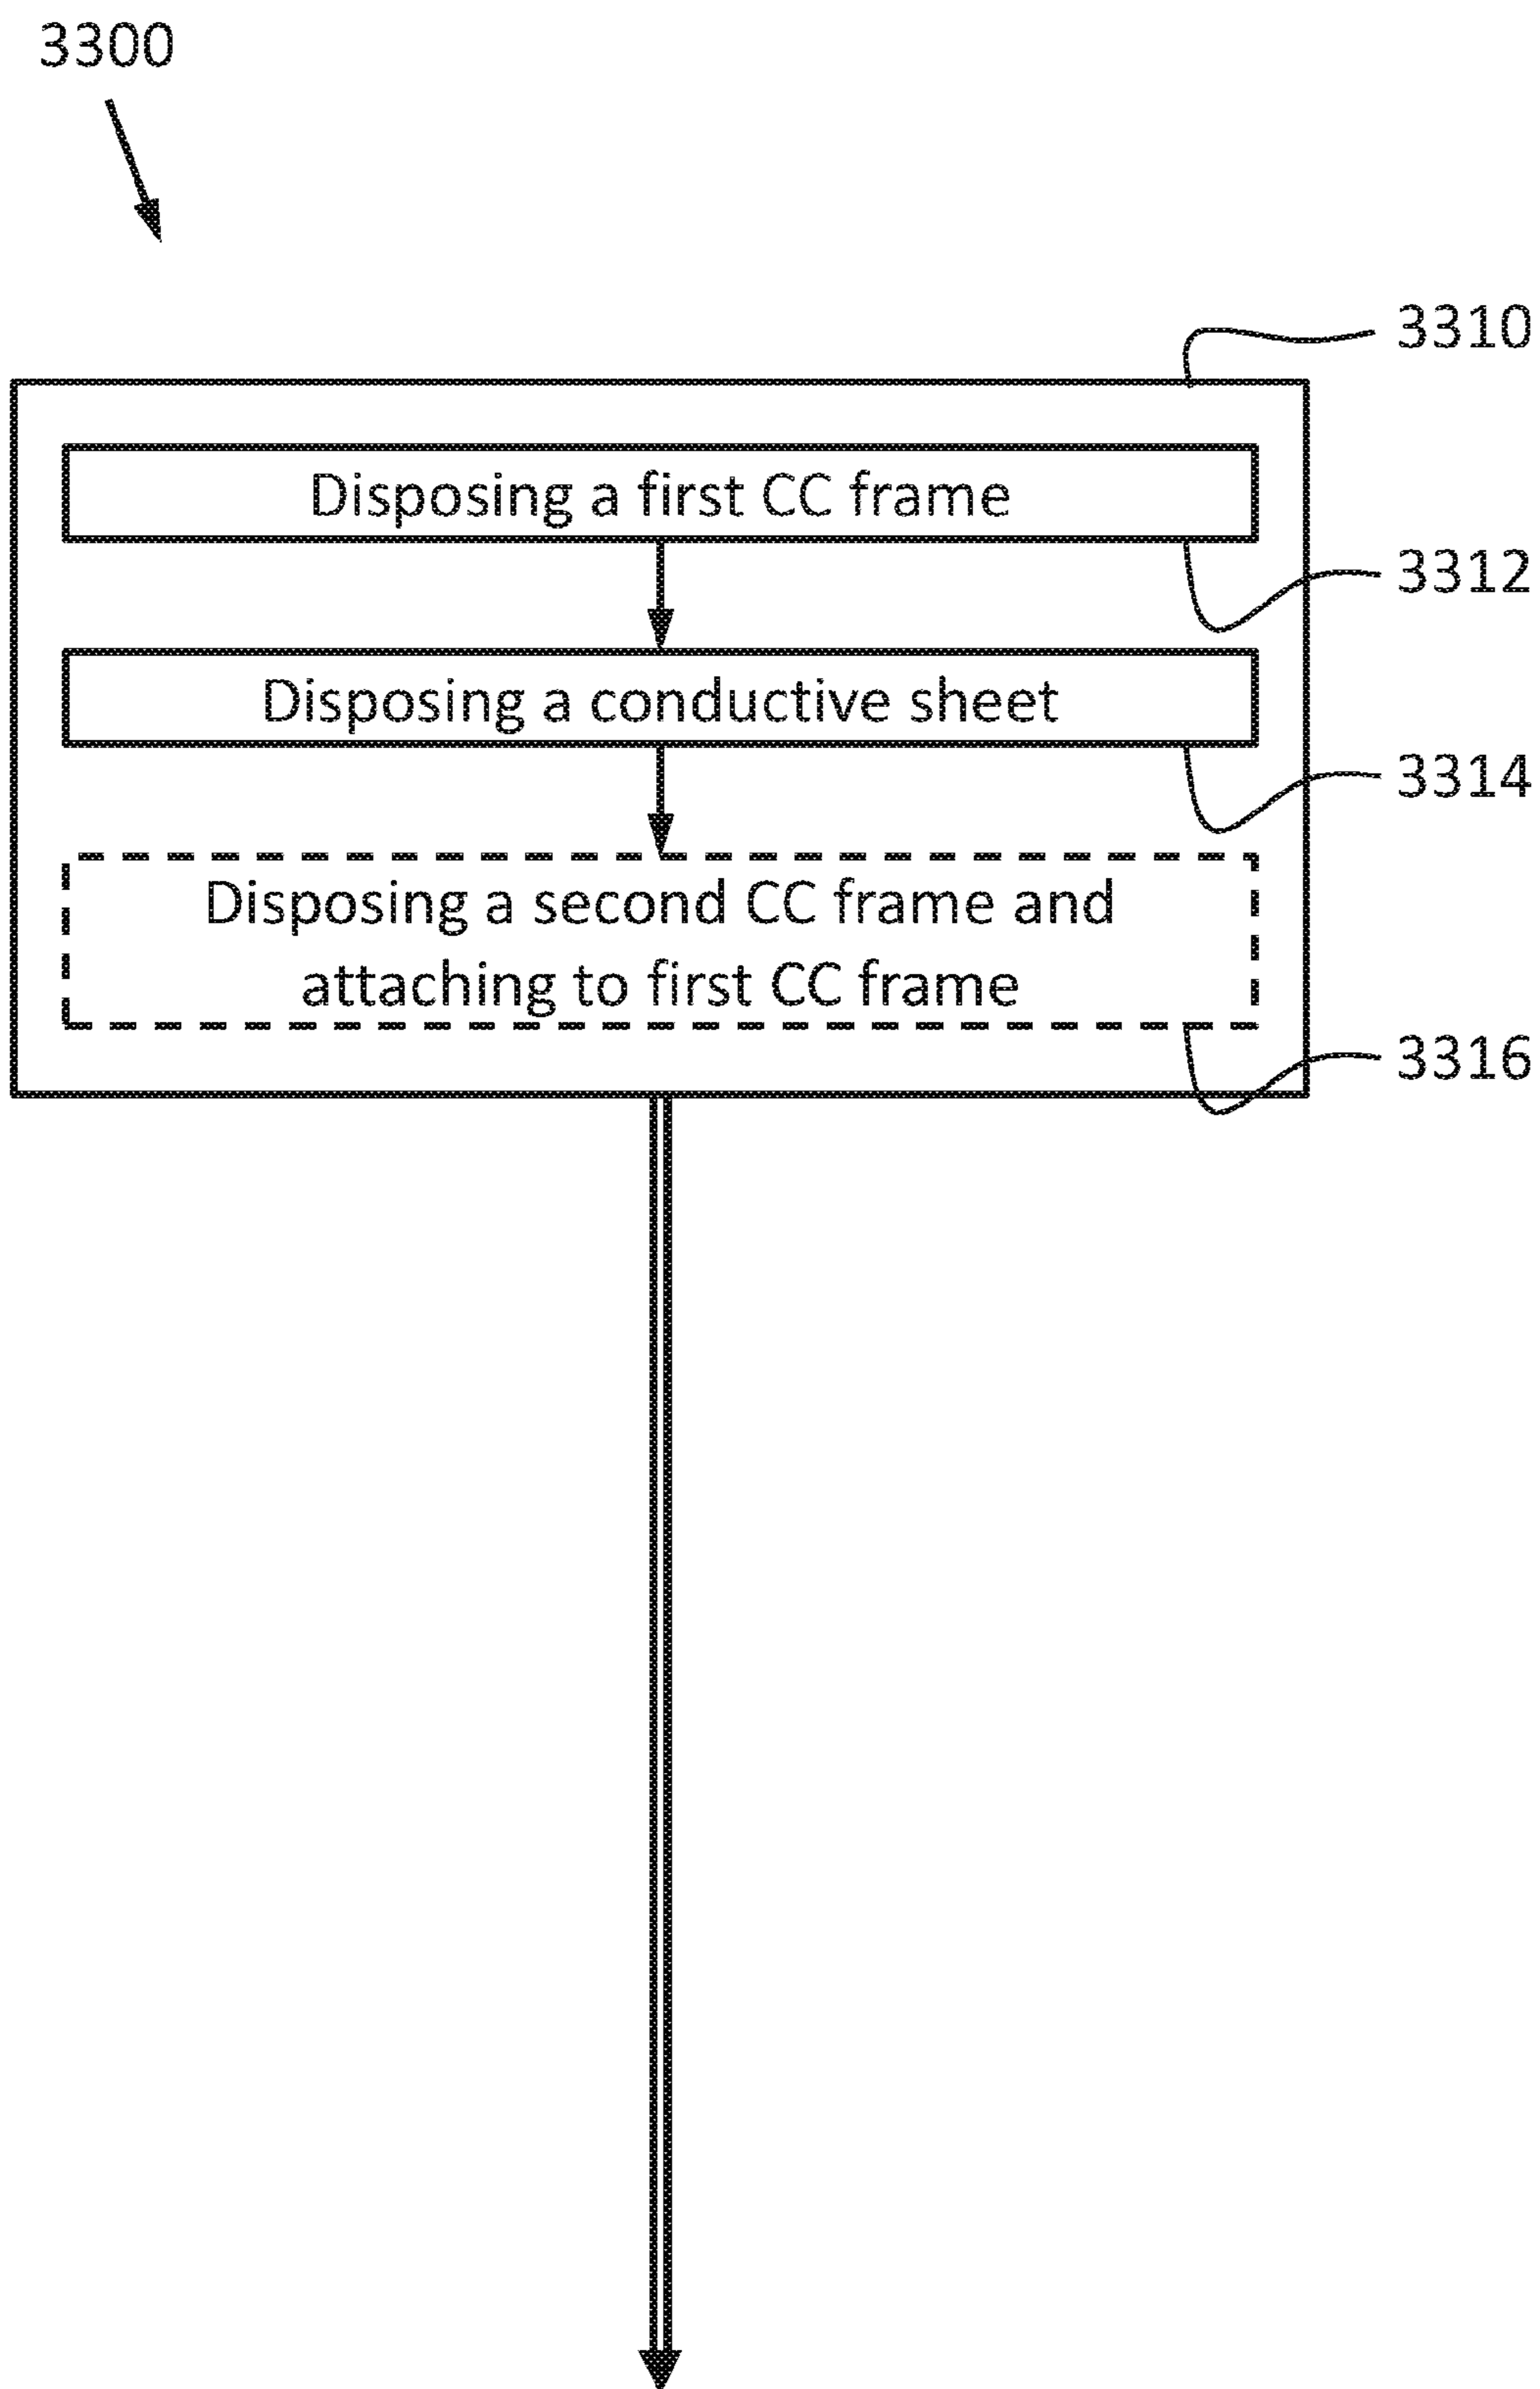 3300
3310
Disposing a first CC frame
3312
Disposing a conductive sheet
3314
Disposing a second CC frame and
attaching to first CC frame
3316